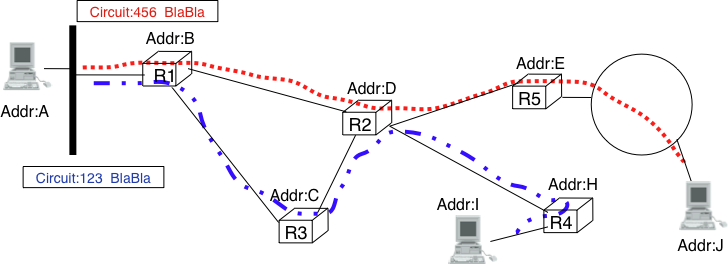 Circuit:456 BlaBla
Addr:B
R1
Addr:A
Addr:D
R2
Addr:E
R5
Circuit:123 BlaBla
Addr:C
R3
Addr:H
R4
Addr:I
Addr:J